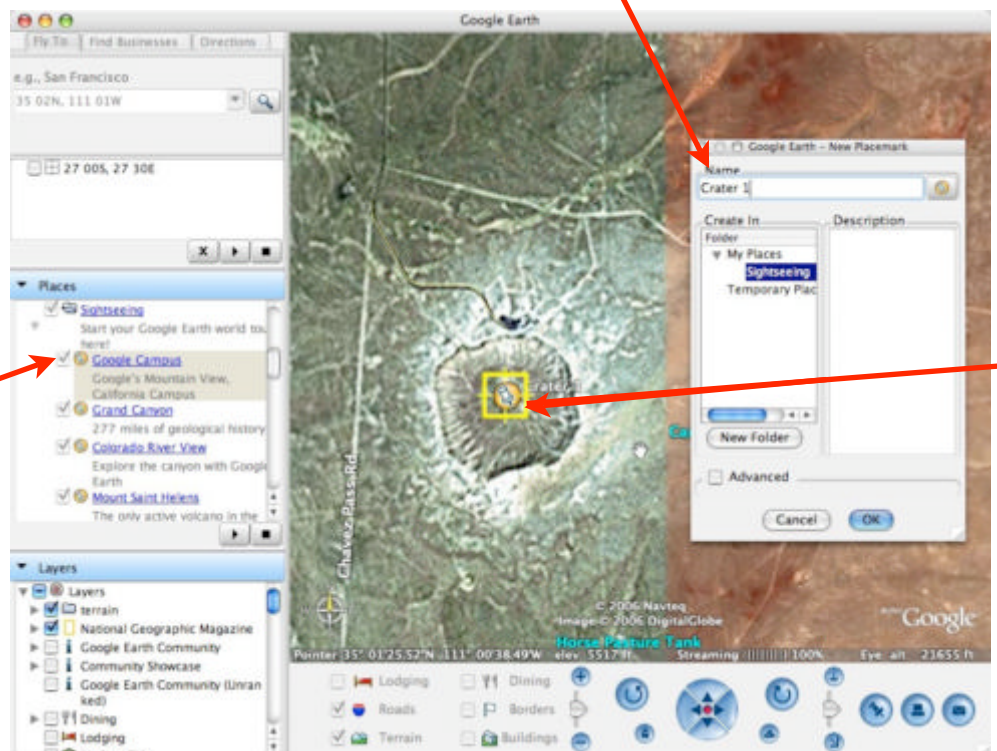 Google Earth
Fly To Find Businesses Directions
e.g., San Francisco
35 02N, 111 01W
27 00S, 27 30E
Places
Sightseeing
Start your Google Earth world tou
here!
Google Campus
Google's Mountain View,
California Campus
Grand Canyon
277 miles of geological history
Colorado River View
Explore the canyon with Google
Earth
Mount Saint Helens
The only active volcano in the
Layers
Layers
terrain
National Geographic Magazine
Google Earth Community
Community Showcase
Google Earth Community (Unran
ked)
Dining
Lodging
Crater 1
Chavez Pass Rd
© 2006 Navteq
Image © 2006 DigitalGlobe
Google
Horse Pasture Tank
Pointer 35° 01'25.52"N 111° 00'38.49"W elev 5517 ft Streaming 100% Eye alt 21655 ft
Lodging Dining
Roads Borders
Terrain Buildings
Google Earth - New Placemark
Name
Crater 1
Create In Description
Folder
My Places
Sightseeing
Temporary Plac
New Folder
Advanced
Cancel OK